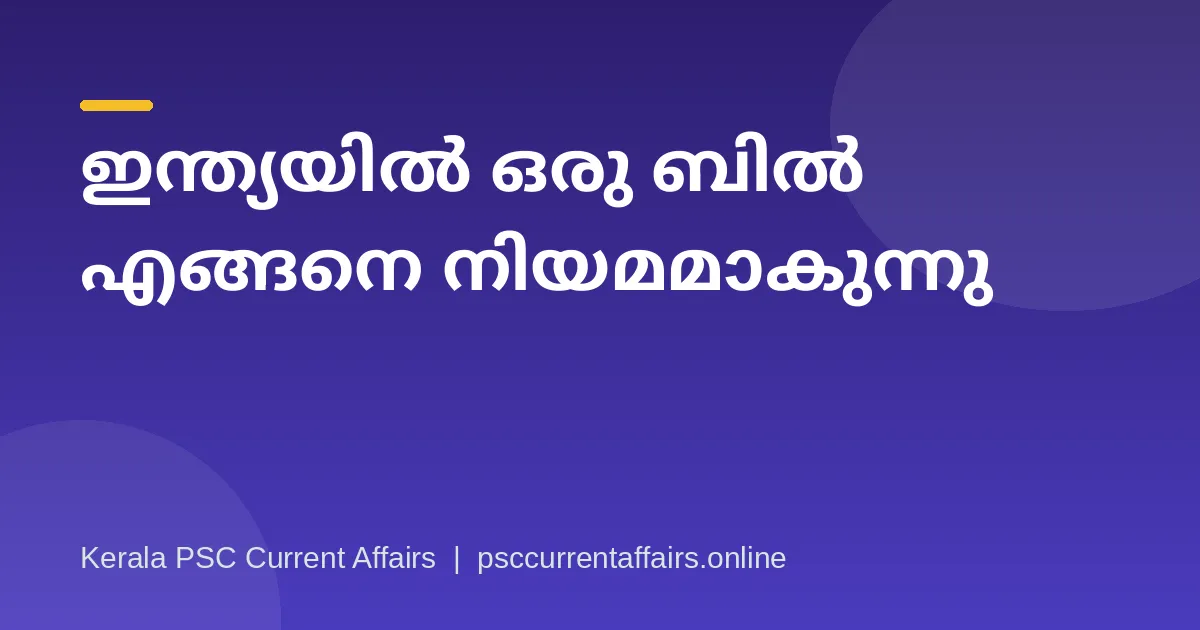 ഇന്ത്യയിൽ ഒരു ബിൽ
എങ്ങനെ നിയമമാകുന്നു
Kerala PSC Current Affairs | psccurrentaffairs.online